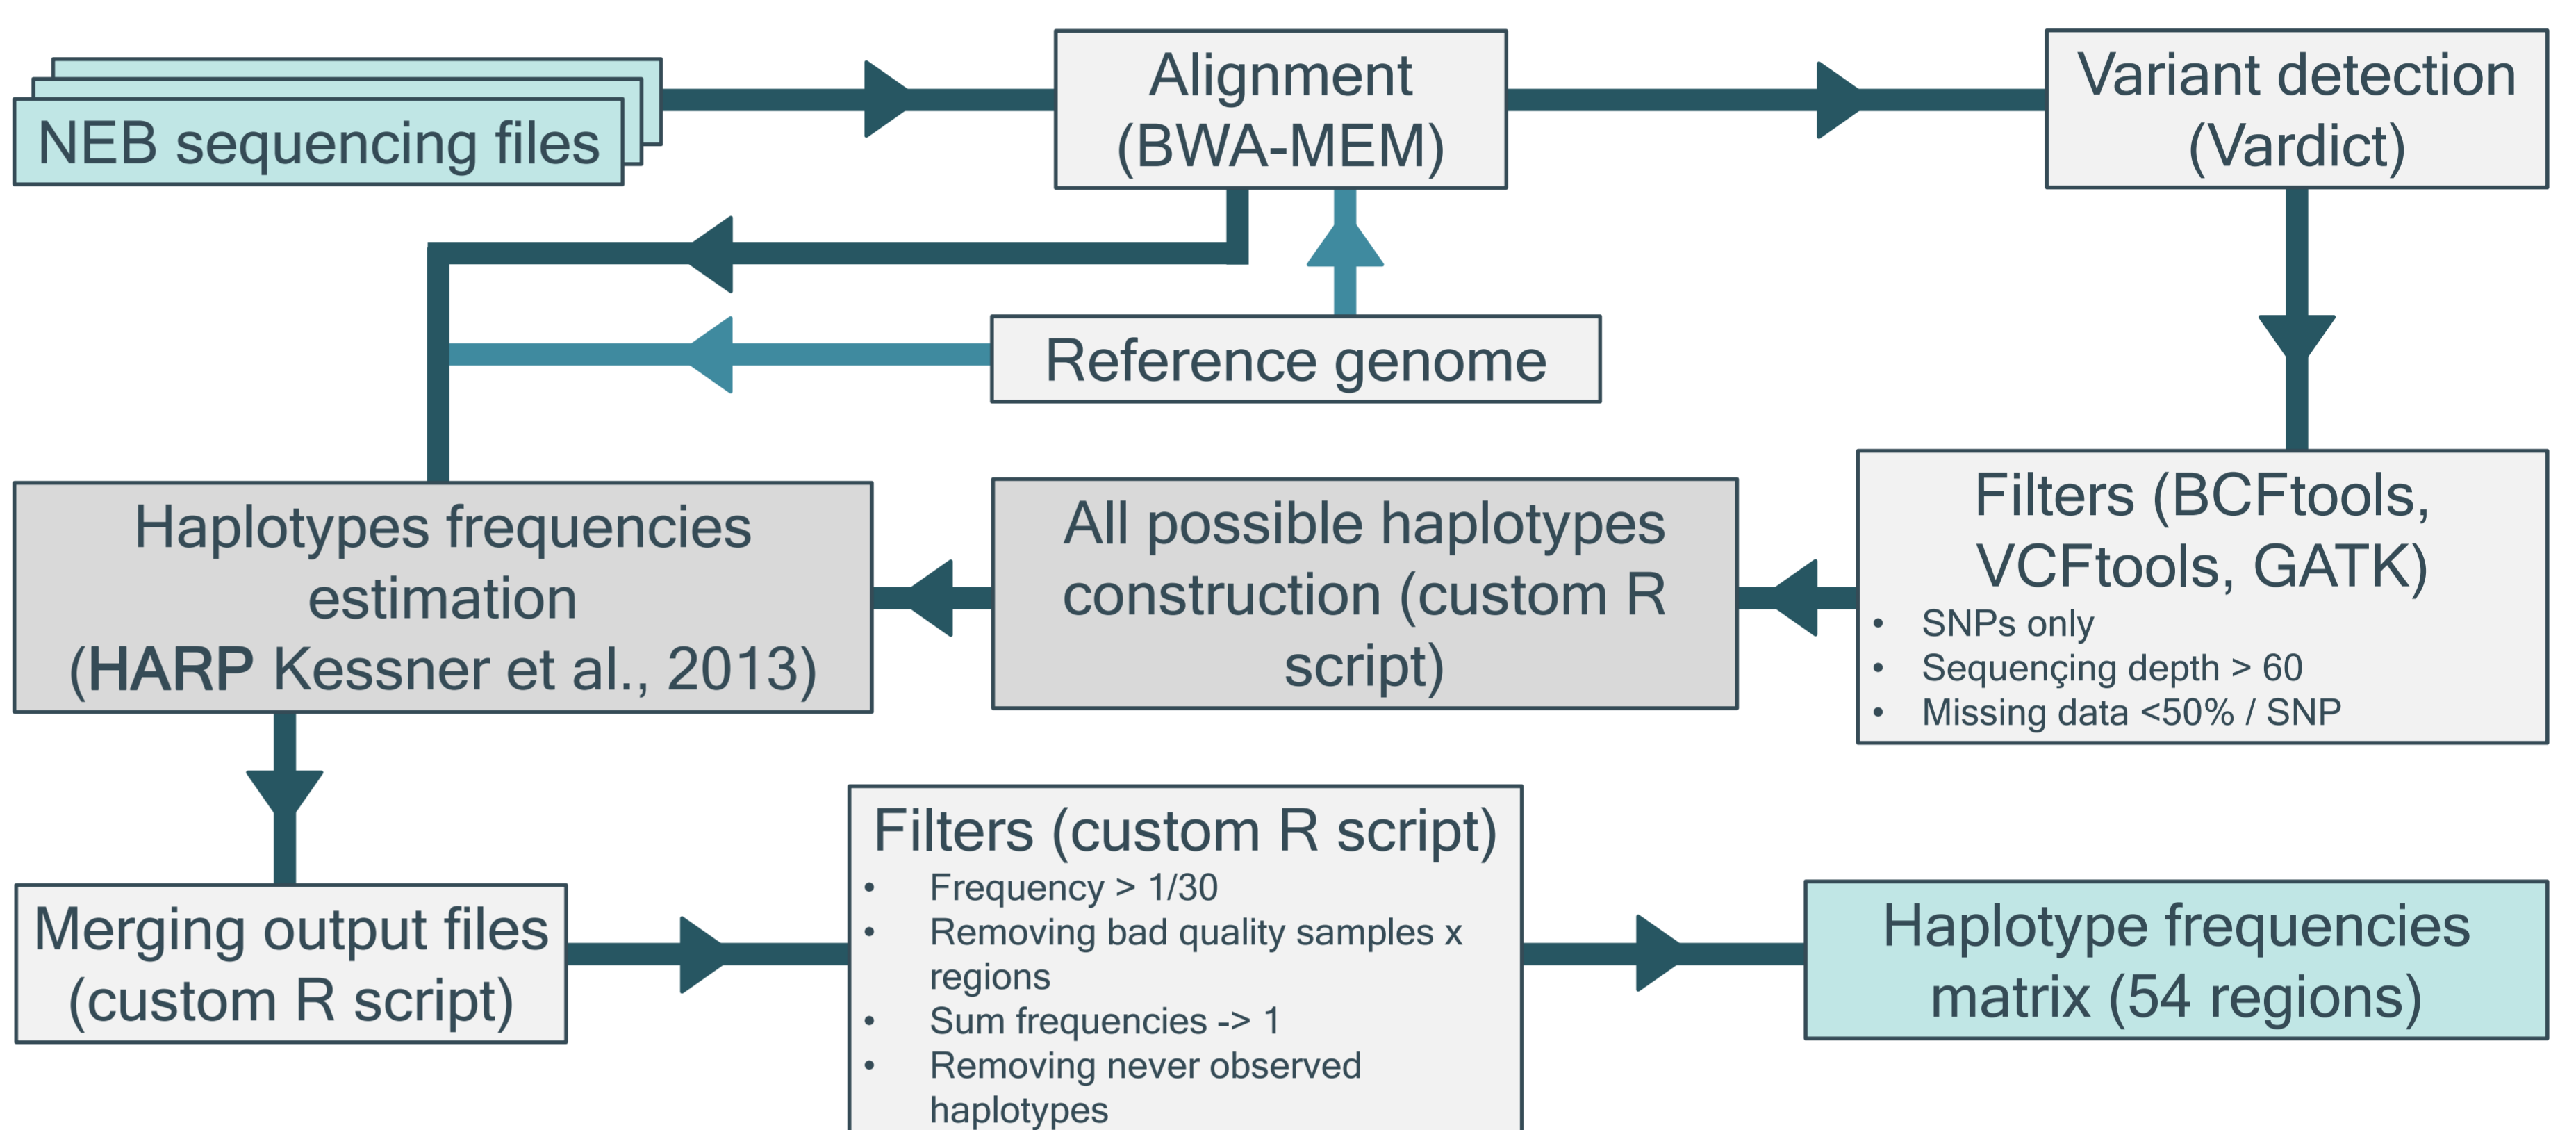 NEB sequencing files
Alignment
(BWA-MEM)
Variant detection
(Vardict)
Reference genome
Haplotypes frequencies
estimation
(HARP Kessner et al., 2013)
All possible haplotypes
construction (custom R
script)
Filters (BCFtools,
VCFtools, GATK)
• SNPs only
• Sequençing depth > 60
• Missing data <50% / SNP
Merging output files
(custom R script)
Filters (custom R script)
• Frequency > 1/30
• Removing bad quality samples x
regions
• Sum frequencies -> 1
• Removing never observed
haplotypes
Haplotype frequencies
matrix (54 regions)